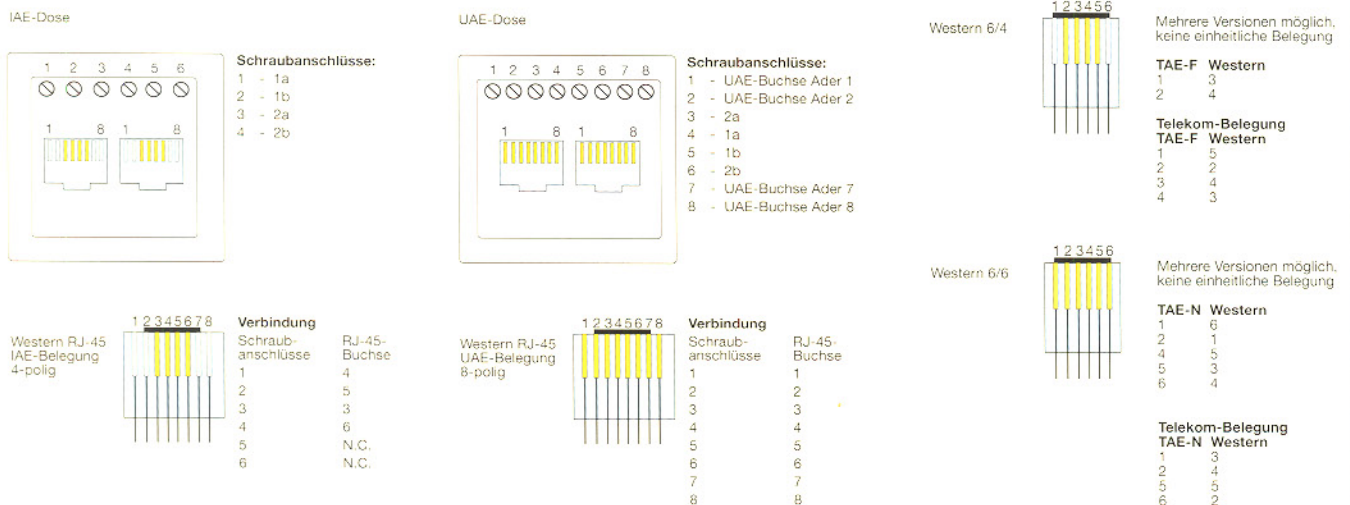 IAE-Dose
1 2 3 4 5 6
1 8 1 8
Schraubanschlüsse:
1 - 1a
2 - 1b
3 - 2a
4 - 2b
Western RJ-45
IAE-Belegung
4-polig
1 2 3 4 5 6 7 8
Verbindung
Schraub- RJ-45-
anschlüsse Buchse
1 4
2 5
3 3
4 6
5 N.C.
6 N.C.
UAE-Dose
1 2 3 4 5 6 7 8
1 8 1 8
Schraubanschlüsse:
1 - UAE-Buchse Ader 1
2 - UAE-Buchse Ader 2
3 - 2a
4 - 1a
5 - 1b
6 - 2b
7 - UAE-Buchse Ader 7
8 - UAE-Buchse Ader 8
Western RJ-45
UAE-Belegung
8-polig
1 2 3 4 5 6 7 8
Verbindung
Schraub- RJ-45-
anschlüsse Buchse
1 1
2 2
3 3
4 4
5 5
6 6
7 7
8 8
Western 6/4
1 2 3 4 5 6
Mehrere Versionen möglich,
keine einheitliche Belegung
TAE-F Western
1 3
2 4
Telekom-Belegung
TAE-F Western
1 5
2 2
3 4
4 3
Western 6/6
1 2 3 4 5 6
Mehrere Versionen möglich,
keine einheitliche Belegung
TAE-N Western
1 6
2 1
4 5
5 3
6 4
Telekom-Belegung
TAE-N Western
1 3
2 4
5 5
6 2